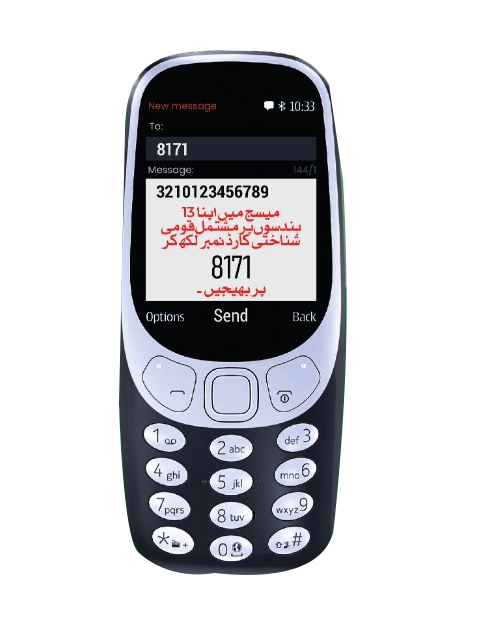 New message
10:33
To:
8171
Message:
144/1
3210123456789
میسج میں اپنا 13
ہندسوں پر مشتمل قومی
شناختی کارڈ نمبر لکھ کر
8171
پر بھیجیں۔
Options Send Back
1 2 abc def 3
4 ghi 5 jkl mno 6
7 pqrs 8 tuv wxyz 9
* + 0 #